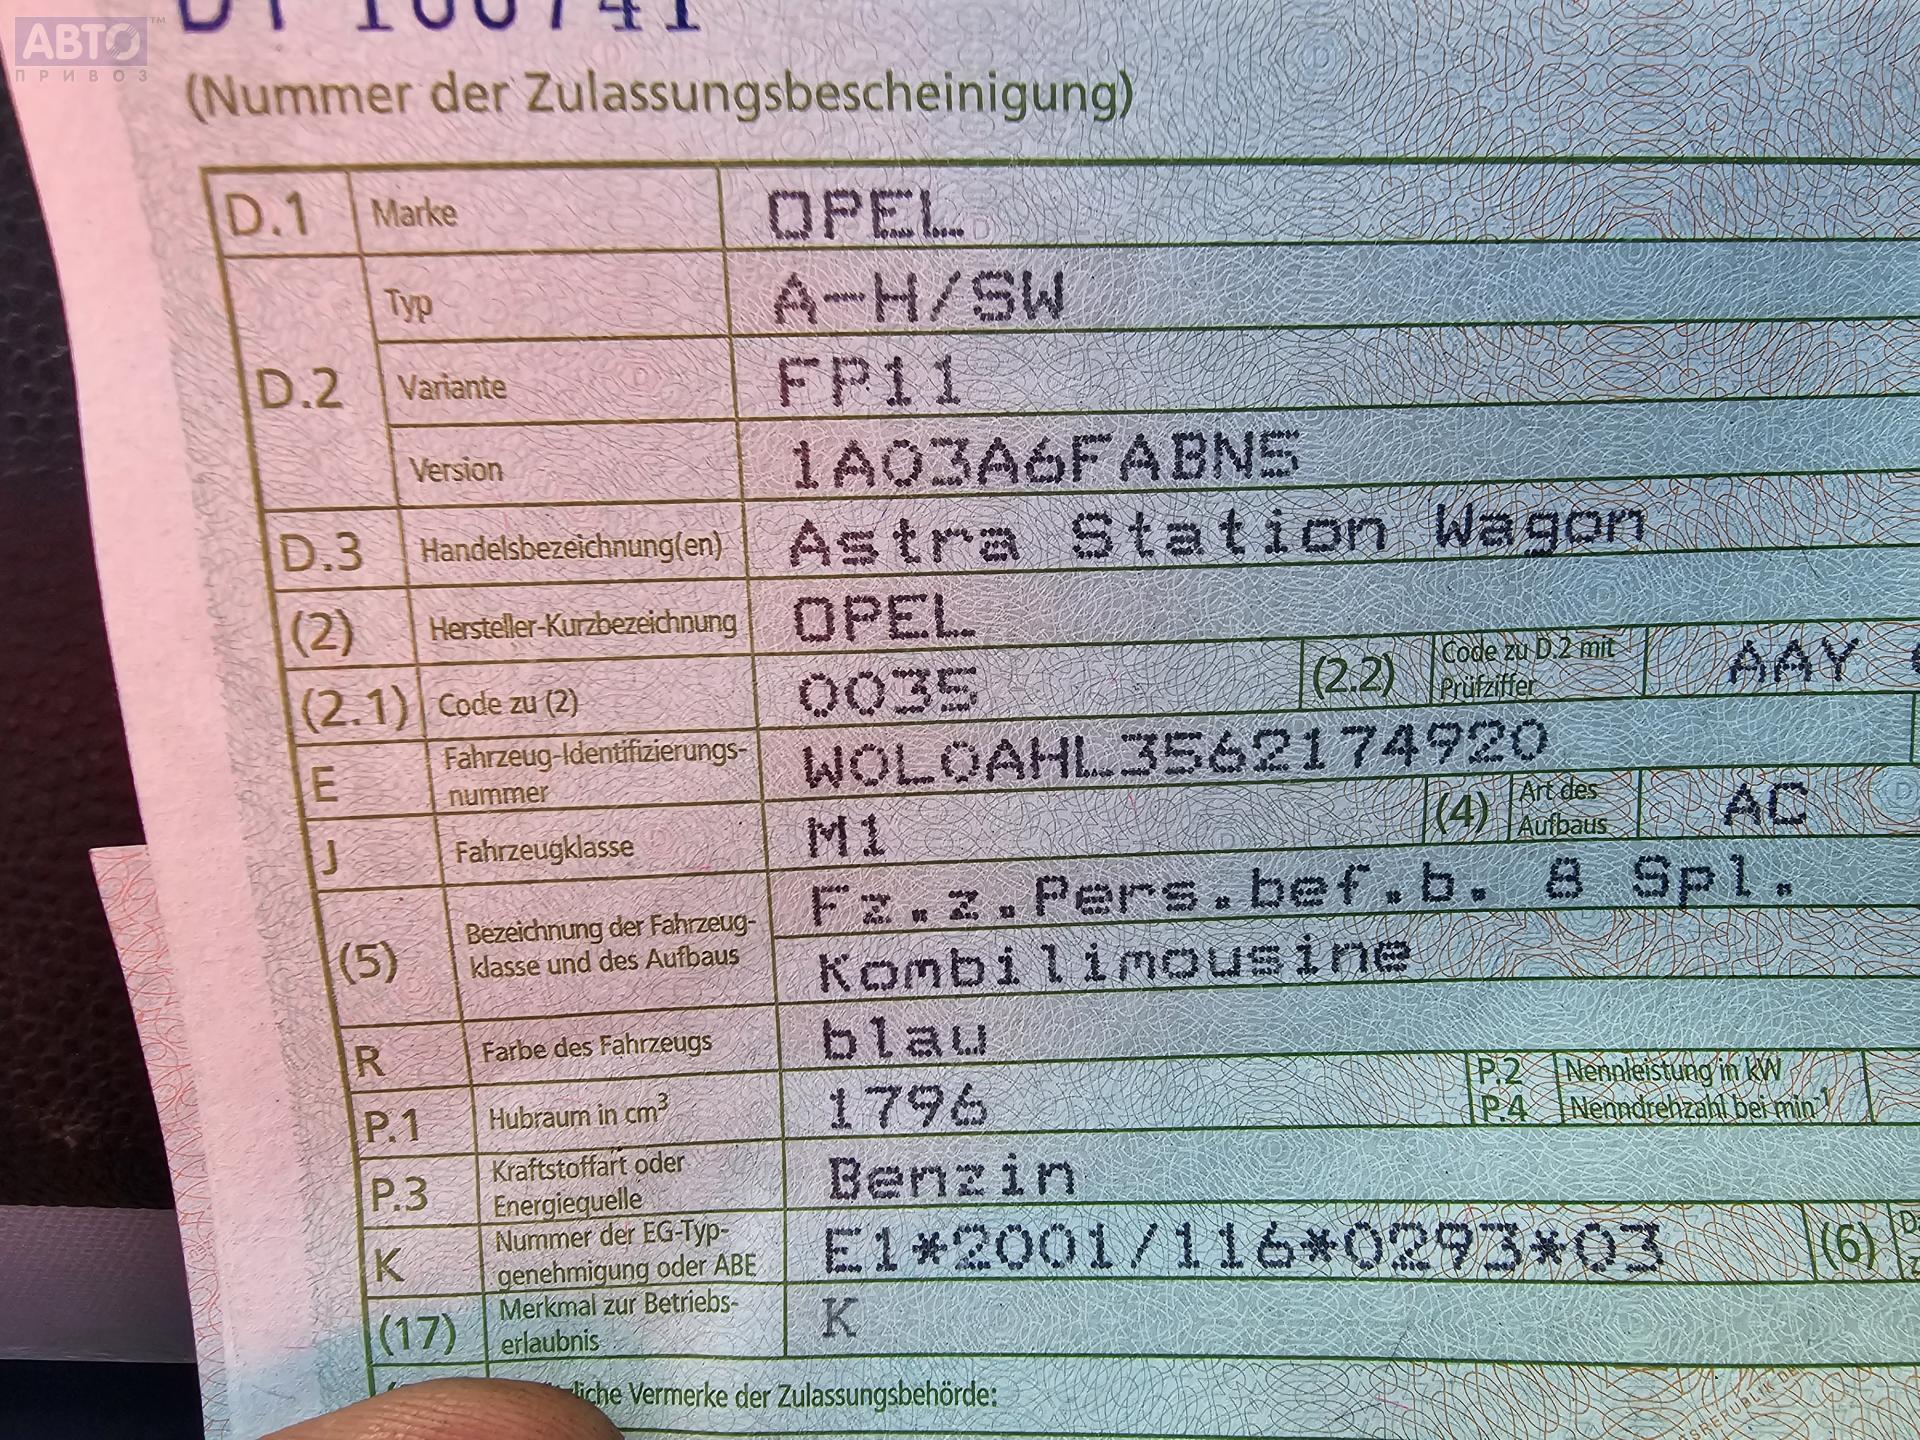 АВТО™
ПРИВОЗ
(Nummer der Zulassungsbescheinigung)
D.1 Marke OPEL
D.2 Typ A-H/SW
Variante FP11
Version 1A03A6FABN5
D.3 Handelsbezeichnung(en) Astra Station Wagon
(2) Hersteller-Kurzbezeichnung OPEL
(2.1) Code zu (2) 0035 (2.2) Code zu D.2 mit Prüfziffer AAY
E Fahrzeug-Identifizierungs-
nummer W0L0AHL3562174920
J Fahrzeugklasse M1 (4) Art des Aufbaus AC
(5) Bezeichnung der Fahrzeug-
klasse und des Aufbaus Fz.z.Pers.bef.b. 8 Spl.
Kombilimousine
R Farbe des Fahrzeugs blau
P.1 Hubraum in cm³ 1796 P.2 Nennleistung in kW
P.4 Nenndrehzahl bei min⁻¹
P.3 Kraftstoffart oder
Energiequelle Benzin
K Nummer der EG-Typ-
genehmigung oder ABE E1*2001/116*0293*03 (6)
(17) Merkmal zur Betriebs-
erlaubnis K
Vermerke der Zulassungsbehörde: